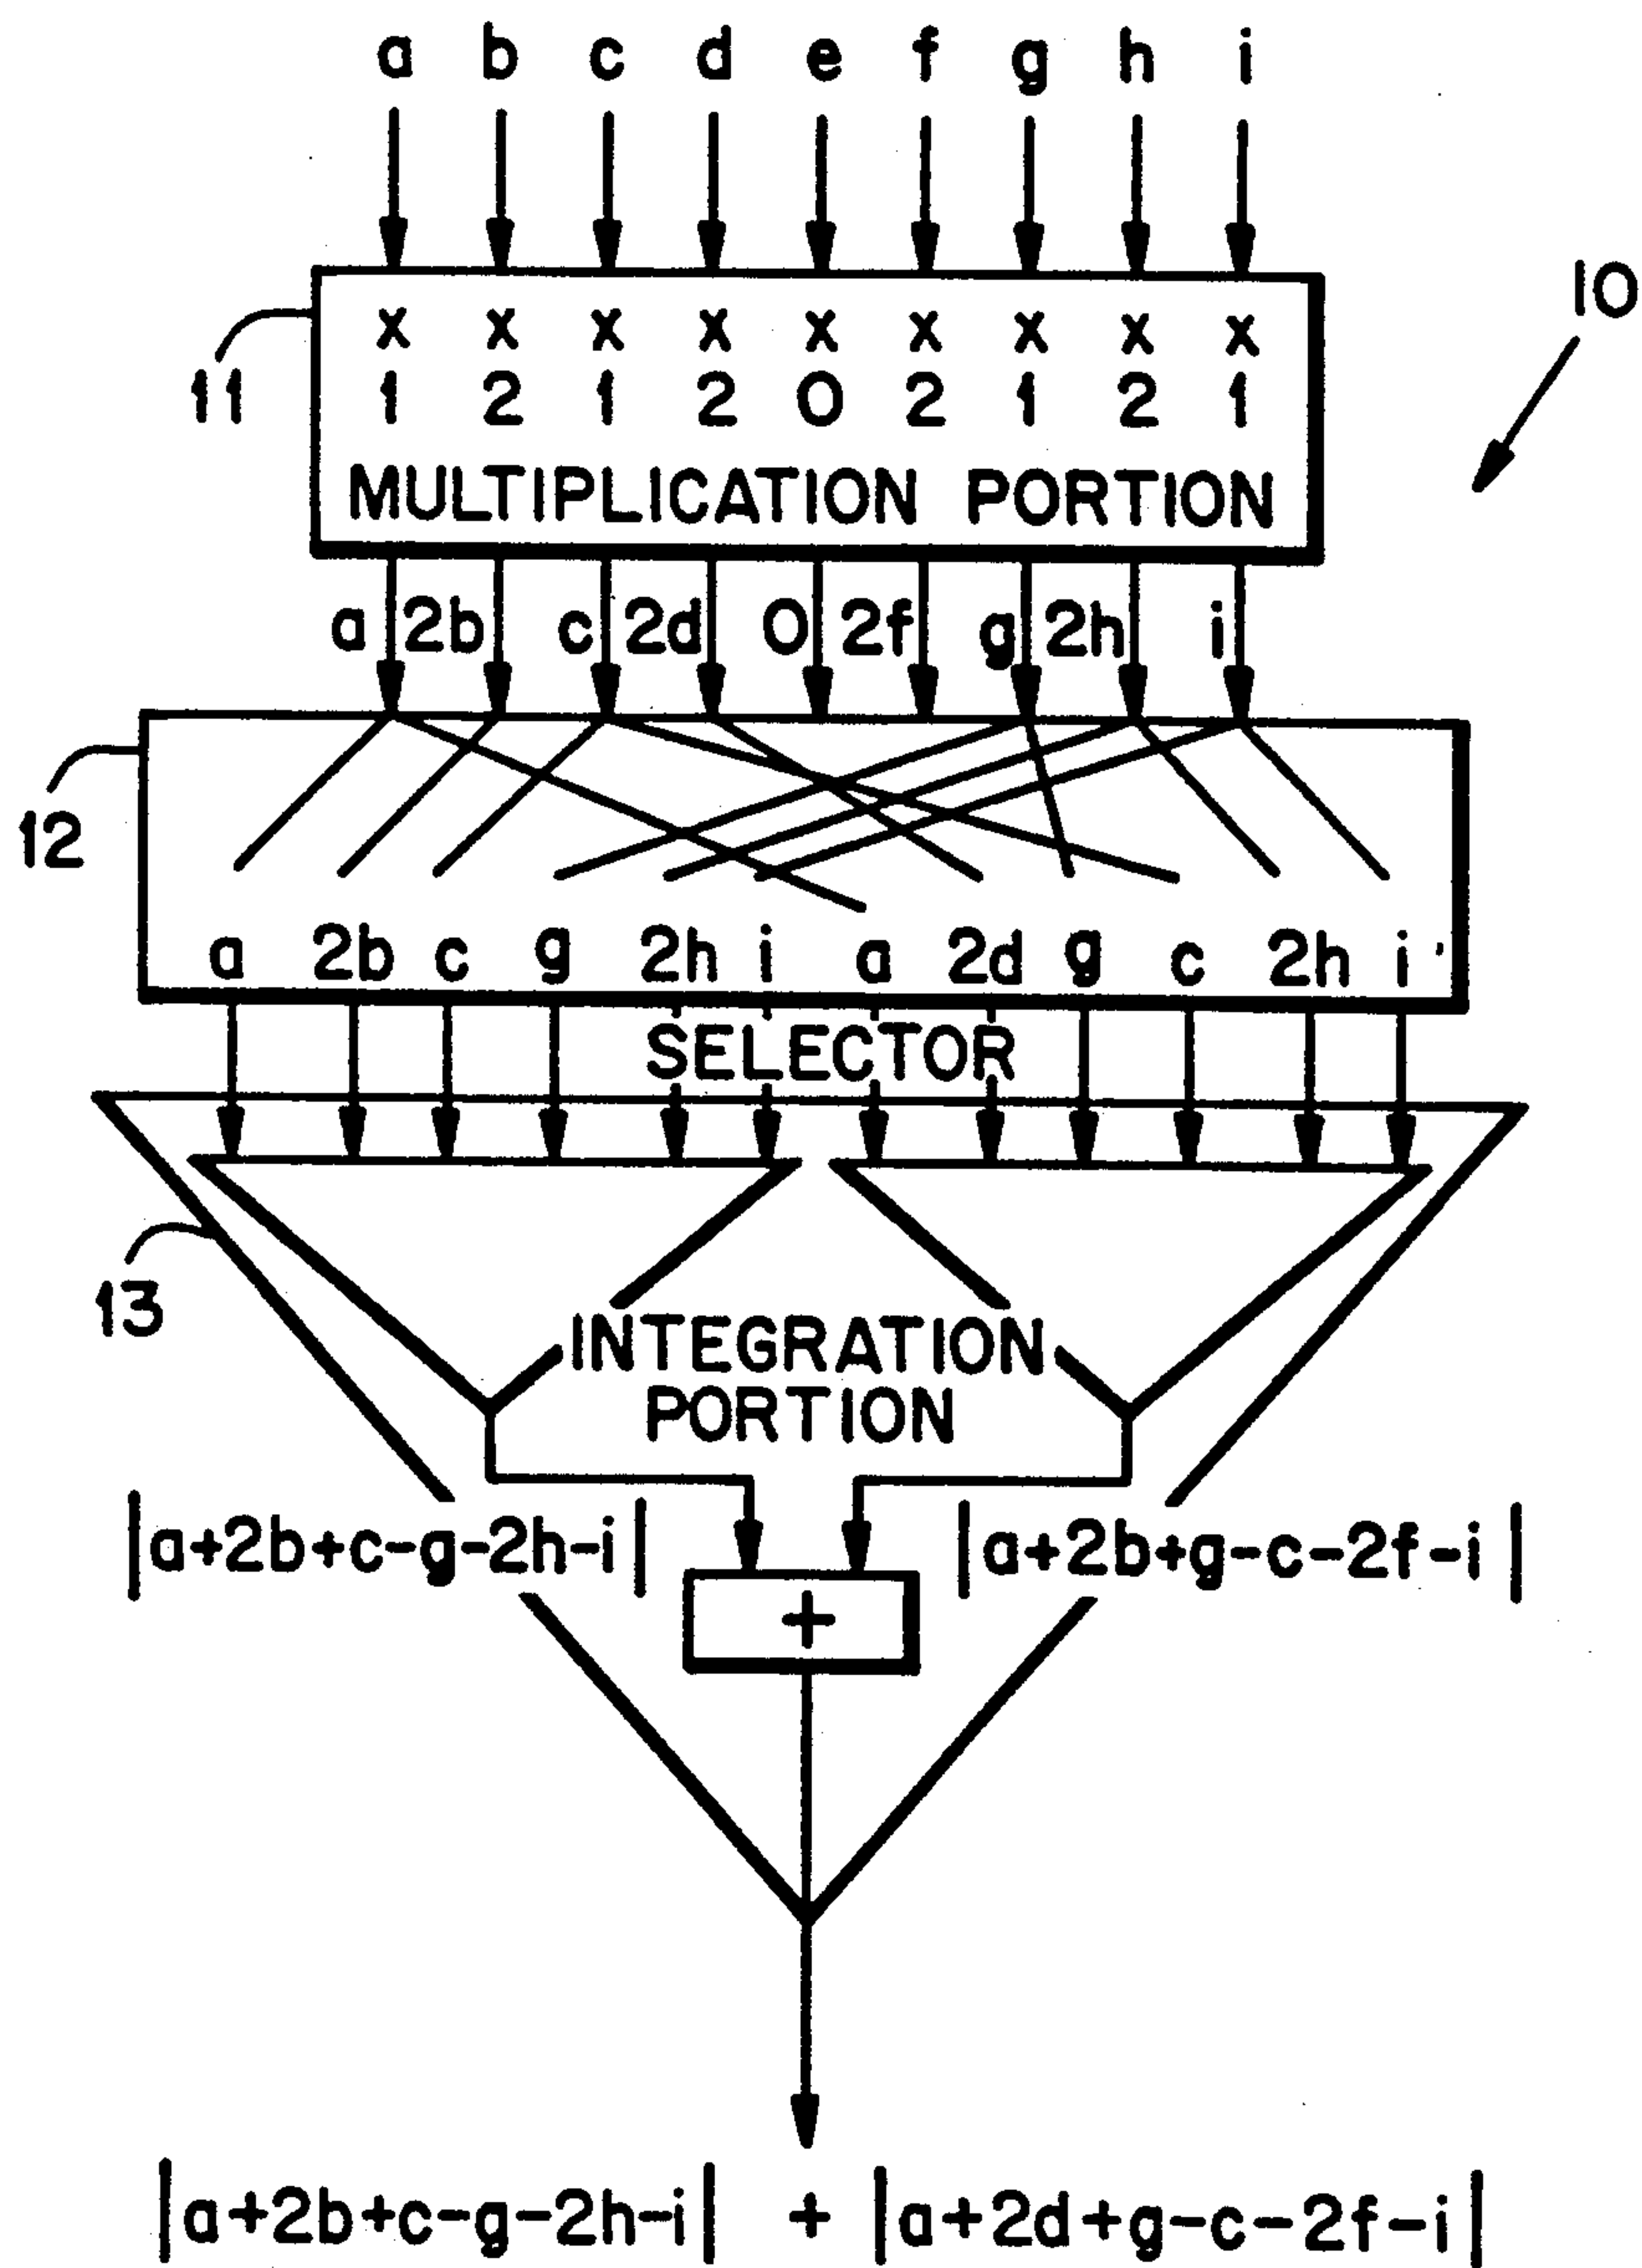 a b c d e f g h i
10
x x x x x x x x x
11
1 2 1 2 0 2 1 2 1
MULTIPLICATION PORTION
a 2b c 2d 0 2f g 2h i
12
a 2b c g 2h i a 2d g c 2h i
SELECTOR
13
INTEGRATION
PORTION
|a+2b+c-g-2h-i| |a+2b+g-c-2f-i|
+
|a+2b+c-g-2h-i| + |a+2d+g-c-2f-i|